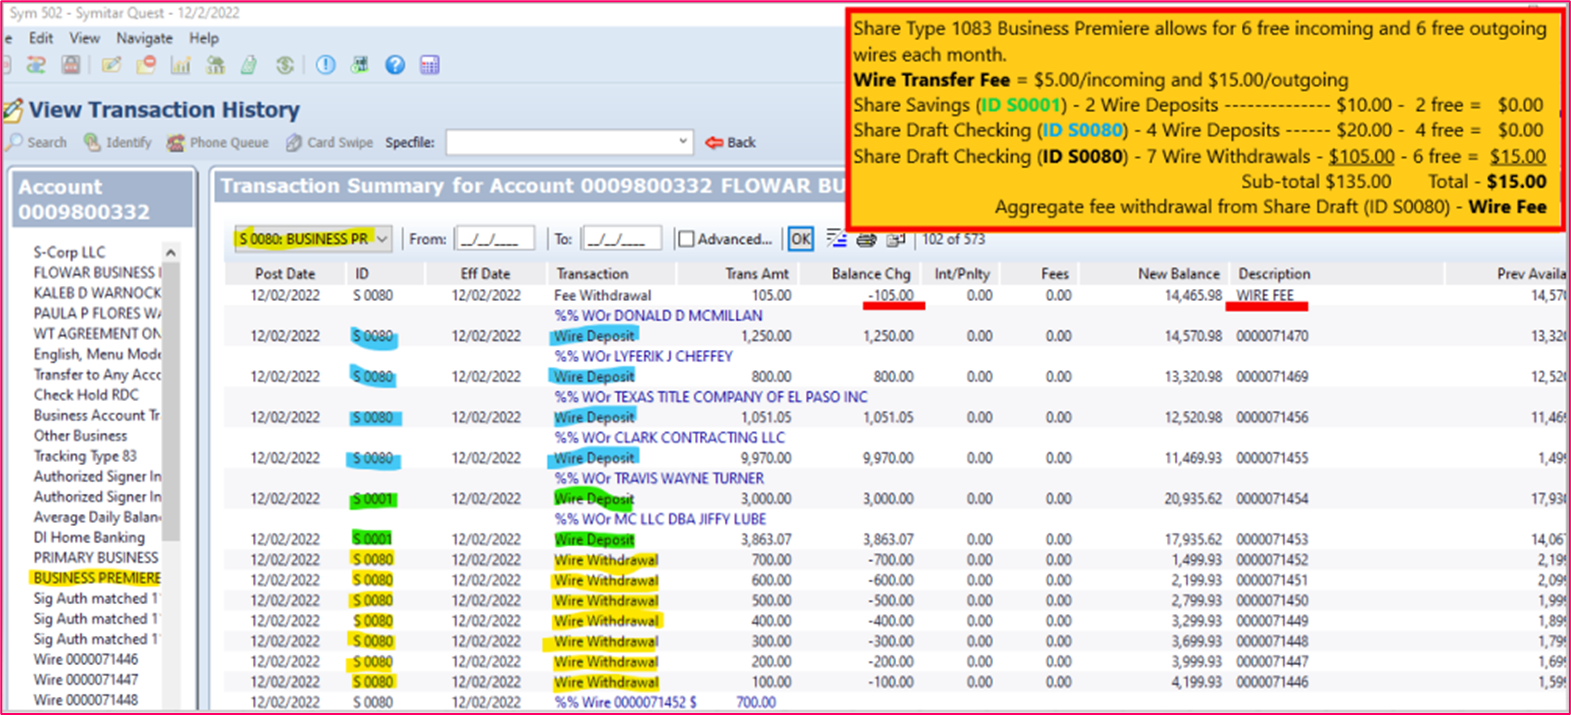 Sym 502 - Symitar Quest - 12/2/2022
e Edit View Navigate Help
View Transaction History
Search Identify Phone Queue Card Swipe Specfile: Back
Share Type 1083 Business Premiere allows for 6 free incoming and 6 free outgoing
wires each month.
Wire Transfer Fee = $5.00/incoming and $15.00/outgoing
Share Savings (ID S0001) - 2 Wire Deposits --------------- $10.00 - 2 free = $0.00
Share Draft Checking (ID S0080) - 4 Wire Deposits ------ $20.00 - 4 free = $0.00
Share Draft Checking (ID S0080) - 7 Wire Withdrawals - $105.00 - 6 free = $15.00
Sub-total $135.00 Total - $15.00
Aggregate fee withdrawal from Share Draft (ID S0080) - Wire Fee
Account
0009800332
S-Corp LLC
FLOWAR BUSINESS I
KALEB D WARNOCK
PAULA P FLORES W
WT AGREEMENT ON
English, Menu Mode
Transfer to Any Acco
Check Hold RDC
Business Account Tr
Other Business
Tracking Type 83
Authorized Signer In
Authorized Signer In
Average Daily Balan
DI Home Banking
PRIMARY BUSINESS
BUSINESS PREMIERE
Sig Auth matched 1
Sig Auth matched 1
Sig Auth matched 1
Wire 0000071446
Wire 0000071447
Wire 0000071448
Transaction Summary for Account 0009800332 FLOWAR BU
S 0080: BUSINESS PR From: __/__/____ To: __/__/____ Advanced... OK 102 of 573
Post Date ID Eff Date Transaction Trans Amt Balance Chg Int/Pnlty Fees New Balance Description Prev Availa
12/02/2022 S 0080 12/02/2022 Fee Withdrawal 105.00 -105.00 0.00 0.00 14,465.98 WIRE FEE 14,570
%% WOr DONALD D MCMILLAN
12/02/2022 S 0080 12/02/2022 Wire Deposit 1,250.00 1,250.00 0.00 0.00 14,570.98 0000071470 13,320
%% WOr LYFERIK J CHEFFEY
12/02/2022 S 0080 12/02/2022 Wire Deposit 800.00 800.00 0.00 0.00 13,320.98 0000071469 12,520
%% WOr TEXAS TITLE COMPANY OF EL PASO INC
12/02/2022 S 0080 12/02/2022 Wire Deposit 1,051.05 1,051.05 0.00 0.00 12,520.98 0000071456 11,469
%% WOr CLARK CONTRACTING LLC
12/02/2022 S 0080 12/02/2022 Wire Deposit 9,970.00 9,970.00 0.00 0.00 11,469.93 0000071455 1,499
%% WOr TRAVIS WAYNE TURNER
12/02/2022 S 0001 12/02/2022 Wire Deposit 3,000.00 3,000.00 0.00 0.00 20,935.62 0000071454 17,93
%% WOr MC LLC DBA JIFFY LUBE
12/02/2022 S 0001 12/02/2022 Wire Deposit 3,863.07 3,863.07 0.00 0.00 17,935.62 0000071453 14,06
12/02/2022 S 0080 12/02/2022 Wire Withdrawal 700.00 -700.00 0.00 0.00 1,499.93 0000071452 2,199
12/02/2022 S 0080 12/02/2022 Wire Withdrawal 600.00 -600.00 0.00 0.00 2,199.93 0000071451 2,099
12/02/2022 S 0080 12/02/2022 Wire Withdrawal 500.00 -500.00 0.00 0.00 2,799.93 0000071450 1,999
12/02/2022 S 0080 12/02/2022 Wire Withdrawal 400.00 -400.00 0.00 0.00 3,299.93 0000071449 1,899
12/02/2022 S 0080 12/02/2022 Wire Withdrawal 300.00 -300.00 0.00 0.00 3,699.93 0000071448 1,799
12/02/2022 S 0080 12/02/2022 Wire Withdrawal 200.00 -200.00 0.00 0.00 3,999.93 0000071447 1,699
12/02/2022 S 0080 12/02/2022 Wire Withdrawal 100.00 -100.00 0.00 0.00 4,199.93 0000071446 1,599
12/02/2022 S 0080 12/02/2022 %% Wire 0000071452 $ 700.00